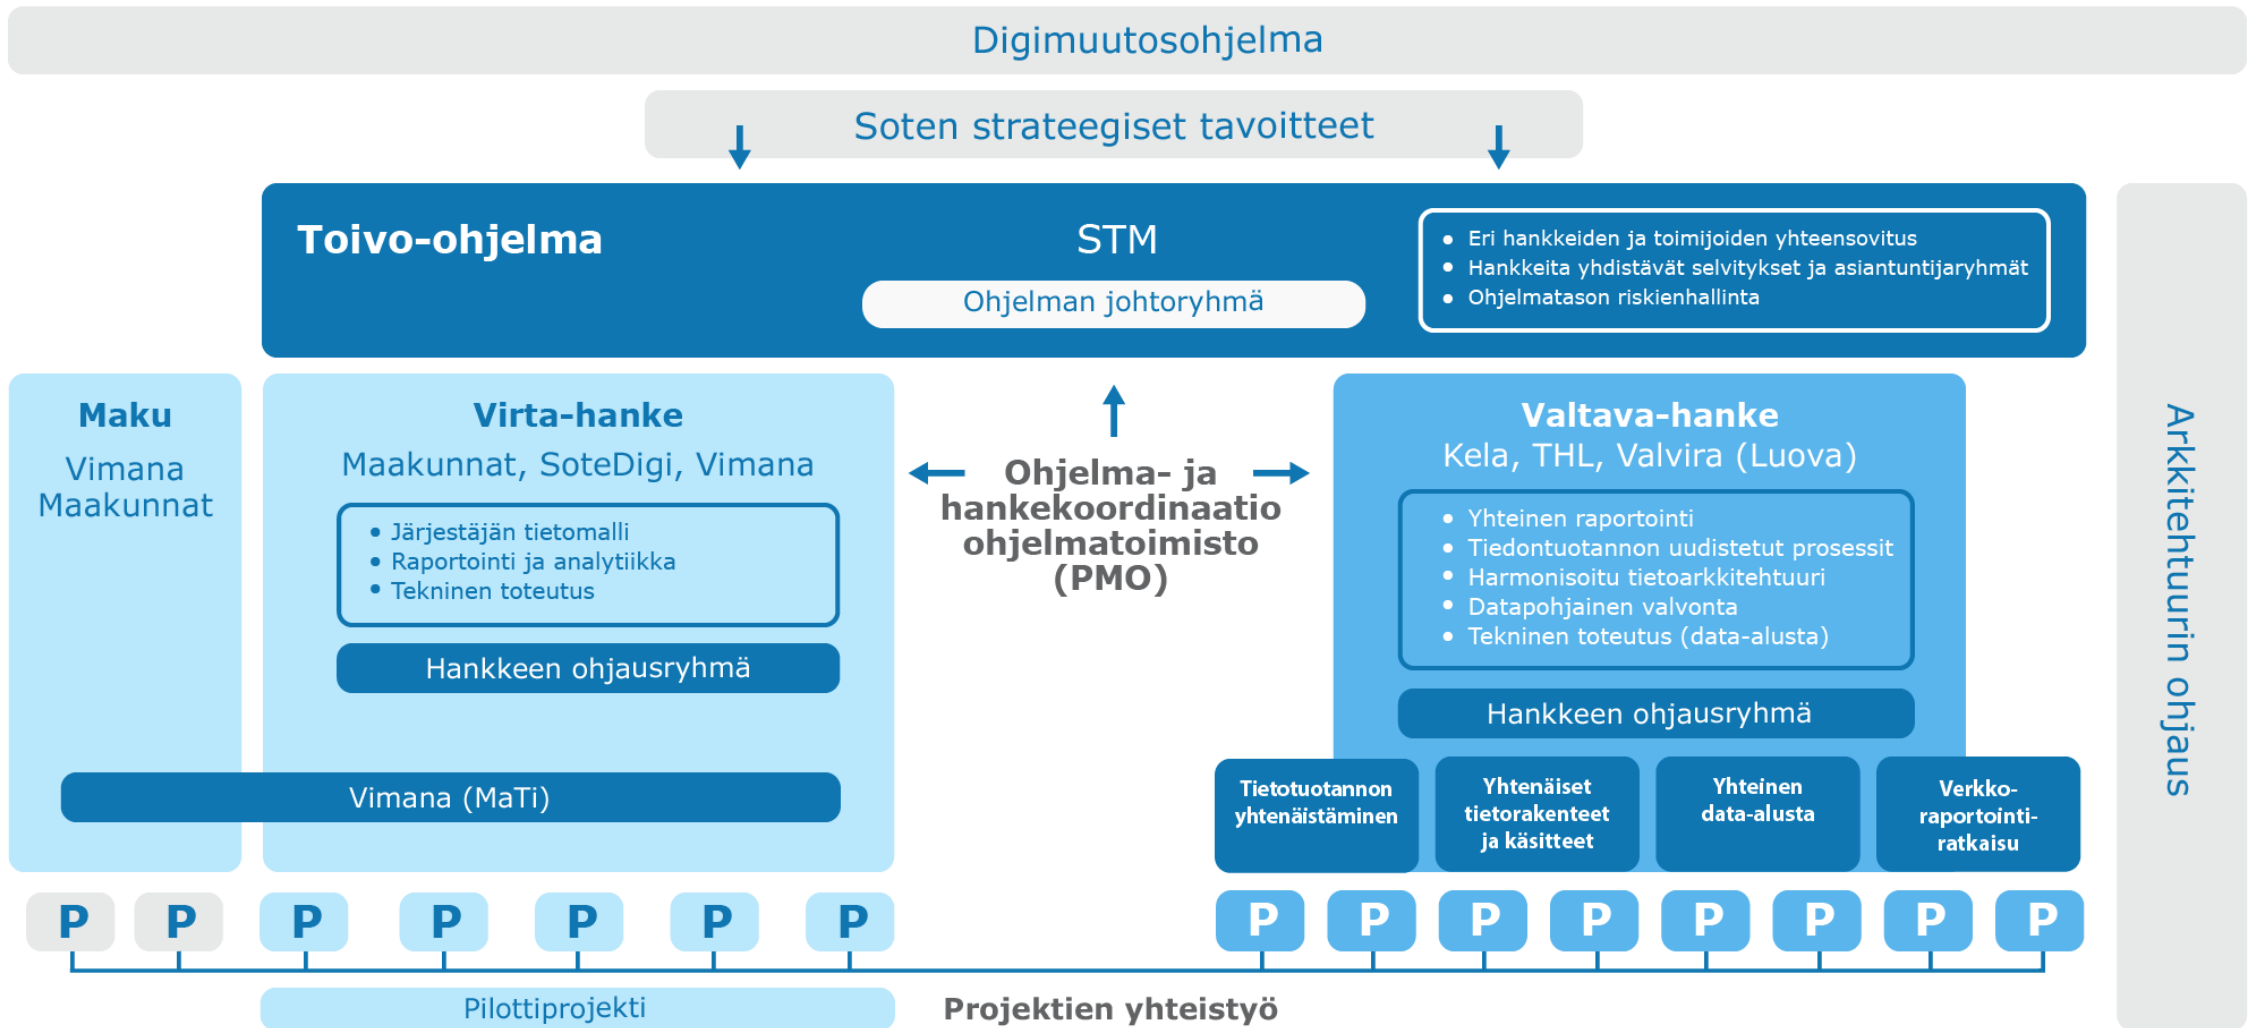 Digimuutosohjelma
Soten strateegiset tavoitteet
Toivo-ohjelma
STM
Ohjelman johtoryhmä
• Eri hankkeiden ja toimijoiden yhteensovitus
• Hankkeita yhdistävät selvitykset ja asiantuntijaryhmät
• Ohjelmatason riskienhallinta
Maku
Vimana
Maakunnat
Virta-hanke
Maakunnat, SoteDigi, Vimana
• Järjestäjän tietomalli
• Raportointi ja analytiikka
• Tekninen toteutus
Hankkeen ohjausryhmä
Vimana (MaTi)
Ohjelma- ja
hankekoordinaatio
ohjelmatoimisto
(PMO)
Valtava-hanke
Kela, THL, Valvira (Luova)
• Yhteinen raportointi
• Tiedontuotannon uudistetut prosessit
• Harmonisoitu tietoarkkitehtuuri
• Datapohjainen valvonta
• Tekninen toteutus (data-alusta)
Hankkeen ohjausryhmä
Tietotuotannon
yhtenäistäminen
Yhtenäiset
tietorakenteet
ja käsitteet
Yhteinen
data-alusta
Verkko-
raportointi-
ratkaisu
Arkkitehtuurin ohjaus
P P P P P P P P P P P P P P P
Pilottiprojekti
Projektien yhteistyö